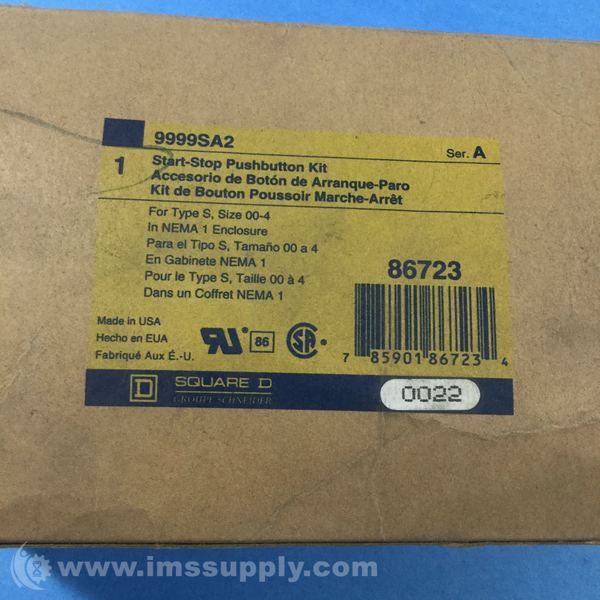 9999SA2
Ser. A
1
Start-Stop Pushbutton Kit
Accesorio de Botón de Arranque-Paro
Kit de Bouton Poussoir Marche-Arrêt
For Type S, Size 00-4
In NEMA 1 Enclosure
Para el Tipo S, Tamaño 00 a 4
En Gabinete NEMA 1
Pour le Type S, Taille 00 à 4
Dans un Coffret NEMA 1
86723
Made in USA
Hecho en EUA
Fabriqué Aux É.-U.
RU
86
SA
7 85901 86723 4
D
SQUARE D
GROUPE SCHNEIDER
0022
www.imssupply.com